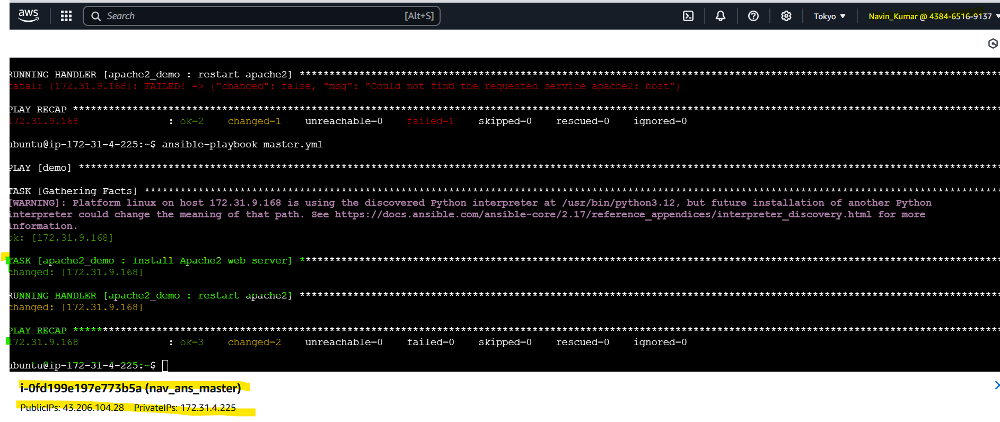 aws Search [Alt+S] Tokyo Navin_Kumar @ 4384-6516-9137
RUNNING HANDLER [apache2_demo : restart apache2] ****************************************************************************************************************************
fatal: [172.31.9.168]: FAILED! => {"changed": false, "msg": "Could not find the requested service apache2: host"}
PLAY RECAP ****************************************************************************************************************************
172.31.9.168 : ok=2 changed=1 unreachable=0 failed=1 skipped=0 rescued=0 ignored=0
ubuntu@ip-172-31-4-225:~$ ansible-playbook master.yml
PLAY [demo] ****************************************************************************************************************************
TASK [Gathering Facts] ****************************************************************************************************************************
[WARNING]: Platform linux on host 172.31.9.168 is using the discovered Python interpreter at /usr/bin/python3.12, but future installation of another Python
interpreter could change the meaning of that path. See https://docs.ansible.com/ansible-core/2.17/reference_appendices/interpreter_discovery.html for more
information.
ok: [172.31.9.168]
TASK [apache2_demo : Install Apache2 web server] ****************************************************************************************************************************
changed: [172.31.9.168]
RUNNING HANDLER [apache2_demo : restart apache2] ****************************************************************************************************************************
changed: [172.31.9.168]
PLAY RECAP ****************************************************************************************************************************
172.31.9.168 : ok=3 changed=2 unreachable=0 failed=0 skipped=0 rescued=0 ignored=0
ubuntu@ip-172-31-4-225:~$
i-0fd199e197e773b5a (nav_ans_master)
PublicIPs: 43.206.104.28 PrivateIPs: 172.31.4.225